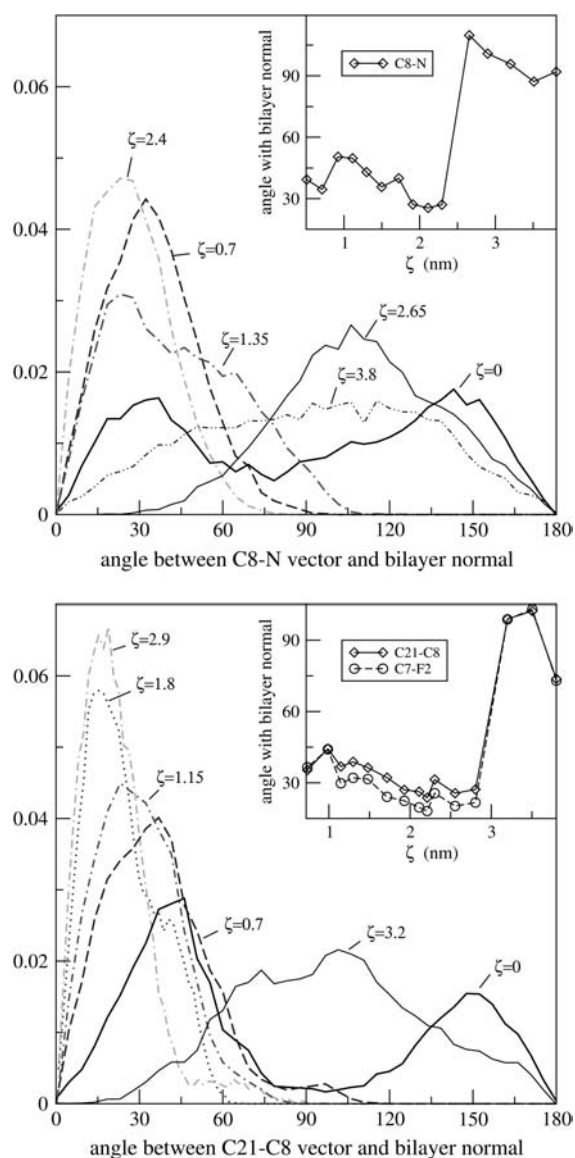 0.06
0.04
0.02
0
0 30 60 90 120 150 180
ζ=2.4
ζ=0.7
ζ=1.35
ζ=2.65
ζ=3.8
ζ=0
C8-N
90
60
30
1 2 3
angle with bilayer normal
ζ (nm)
angle between C8-N vector and bilayer normal
0.06
0.04
0.02
0
0 30 60 90 120 150 180
ζ=2.9
ζ=1.8
ζ=1.15
ζ=0.7
ζ=3.2
ζ=0
C21-C8
C7-F2
90
60
30
1 2 3
angle with bilayer normal
ζ (nm)
angle between C21-C8 vector and bilayer normal